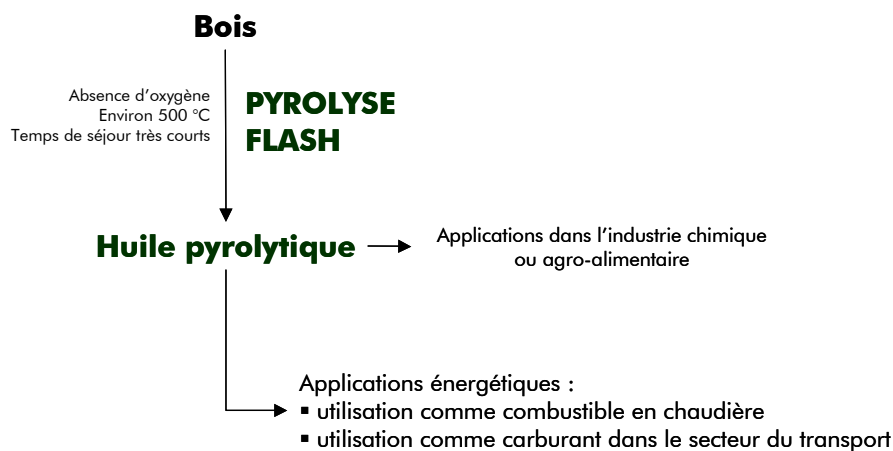 Bois
Absence d'oxygène
Environ 500 °C
Temps de séjour très courts
PYROLYSE
FLASH
Huile pyrolytique
Applications dans l'industrie chimique
ou agro-alimentaire
Applications énergétiques :
▪ utilisation comme combustible en chaudière
▪ utilisation comme carburant dans le secteur du transport